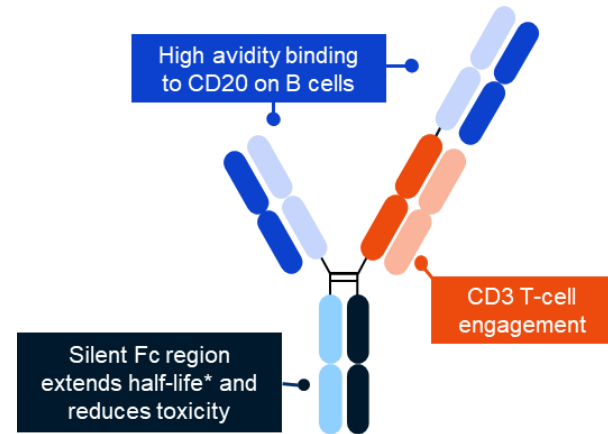 High avidity binding
to CD20 on B cells
CD3 T-cell
engagement
Silent Fc region
extends half-life* and
reduces toxicity